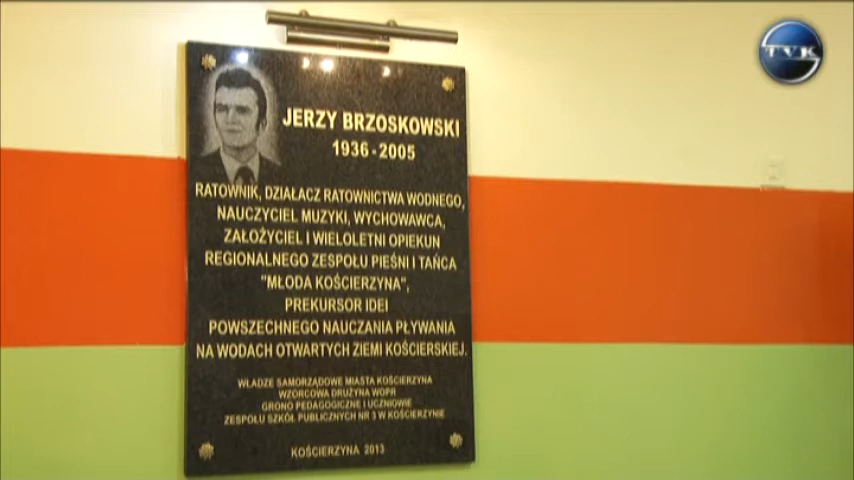 TVK
JERZY BRZOSKOWSKI
1936 - 2005
RATOWNIK, DZIAŁACZ RATOWNICTWA WODNEGO,
NAUCZYCIEL MUZYKI, WYCHOWAWCA,
ZAŁOŻYCIEL I WIELOLETNI OPIEKUN
REGIONALNEGO ZESPOŁU PIEŚNI I TAŃCA
"MŁODA KOŚCIERZYNA",
PREKURSOR IDEI
POWSZECHNEGO NAUCZANIA PŁYWANIA
NA WODACH OTWARTYCH ZIEMI KOŚCIERSKIEJ.
WŁADZE SAMORZĄDOWE MIASTA KOŚCIERZYNA
WZORCOWA DRUŻYNA WOPR
GRONO PEDAGOGICZNE I UCZNIOWIE
ZESPOŁU SZKÓŁ PUBLICZNYCH NR 3 W KOŚCIERZYNIE
KOŚCIERZYNA 2013